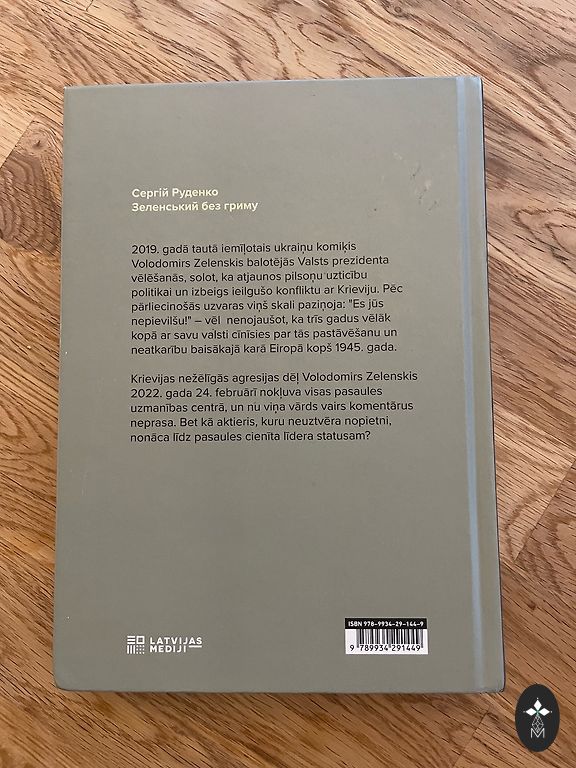 Сергій Руденко
Зеленський без гриму
2019. gadā tautā iemīļotais ukraiņu komiķis
Volodomirs Zelenskis balotējās Valsts prezidenta
vēlēšanās, solot, ka atjaunos pilsoņu uzticību
politikai un izbeigs ieilgušo konfliktu ar Krieviju. Pēc
pārliecinošās uzvaras viņš skali paziņoja: "Es jūs
nepievilšu!" – vēl nenojaušot, ka trīs gadus vēlāk
kopā ar savu valsti cīnīsies par tās pastāvēšanu un
neatkarību baisākajā karā Eiropā kopš 1945. gada.
Krievijas nežēlīgās agresijas dēļ Volodomirs Zelenskis
2022. gada 24. februārī nokļuva visas pasaules
uzmanības centrā, un nu viņa vārds vairs komentārus
neprasa. Bet kā aktieris, kuru neuztvēra nopietni,
nonāca līdz pasaules cienīta līdera statusam?
ISBN 978-9934-29-144-9
9 789934 291449
LATVIJAS
MEDIJI
M